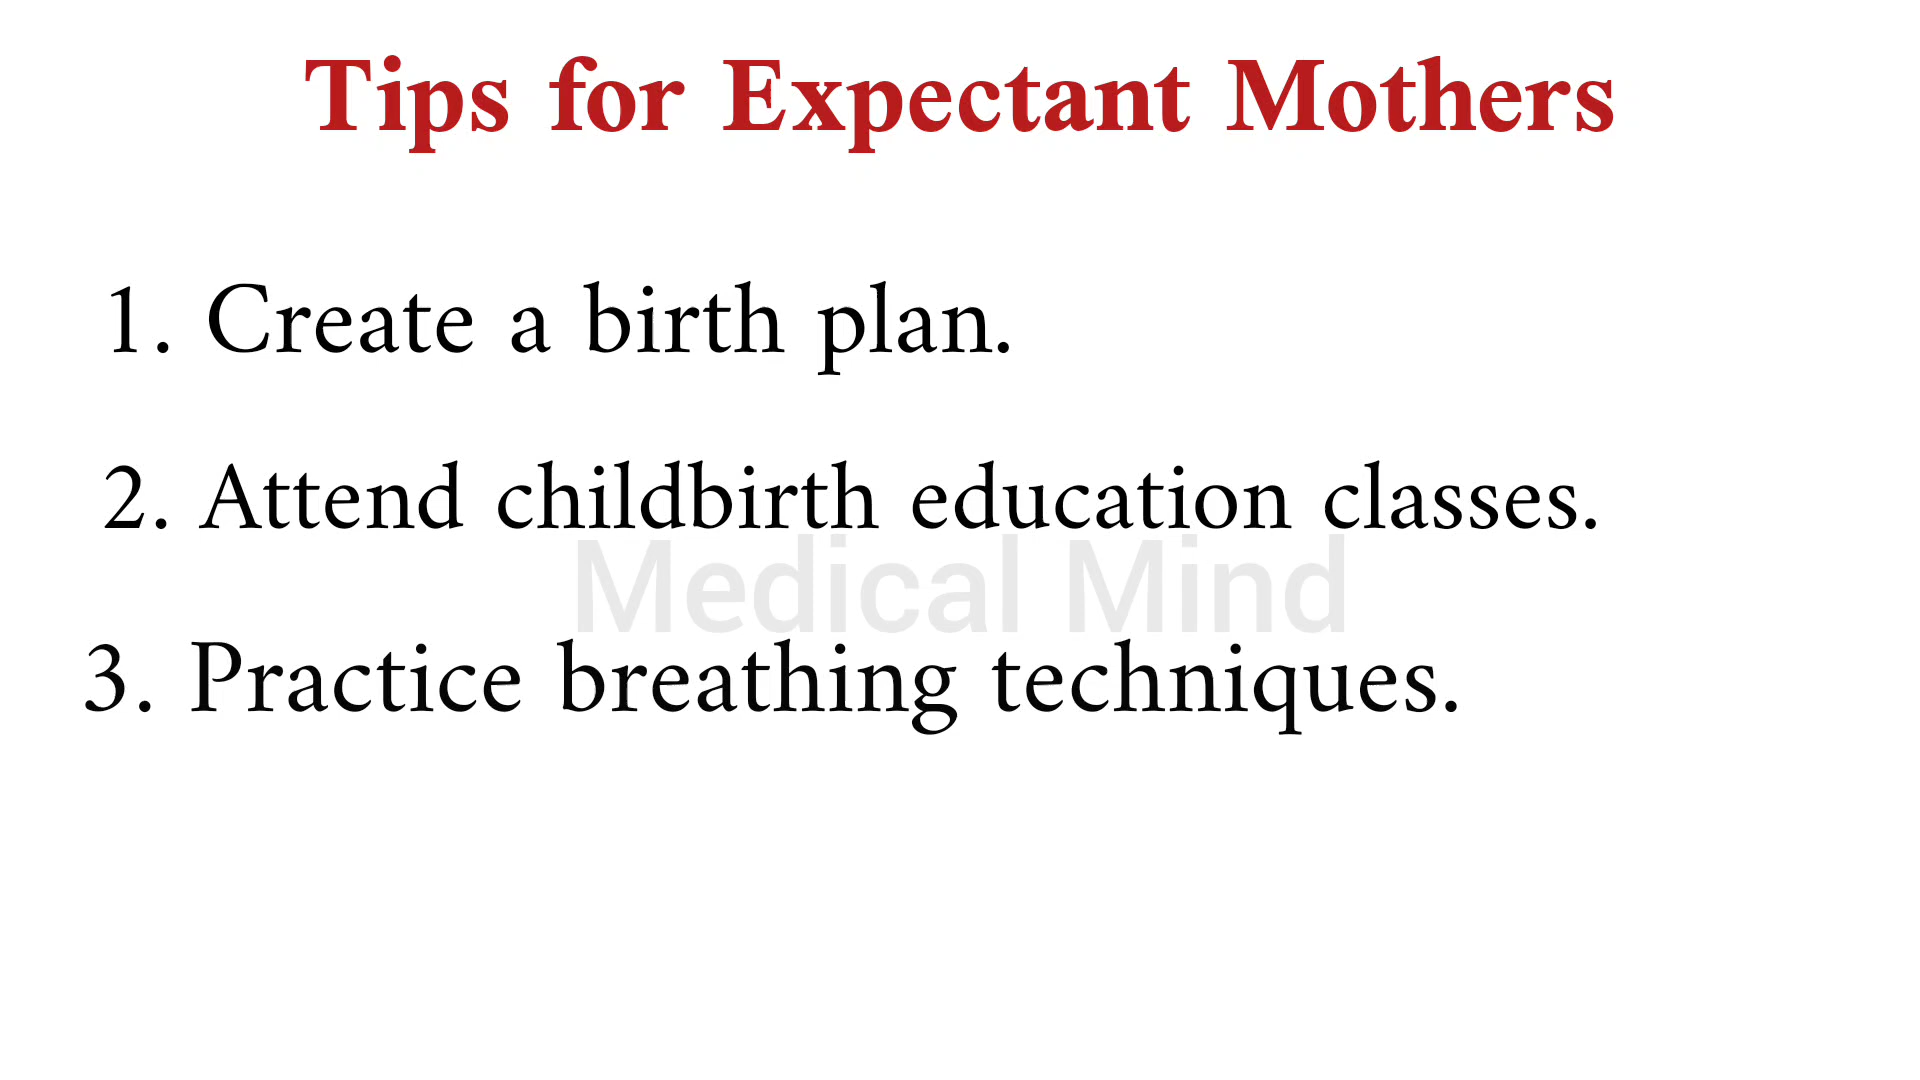 Tips for Expectant Mothers
1. Create a birth plan.
2. Attend childbirth education classes.
Medical Mind
3. Practice breathing techniques.